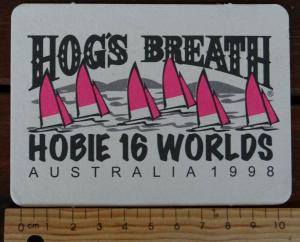 HOG'S BREATH
®
HOBIE 16 WORLDS
AUSTRALIA 1998
0 cm 1 2 3 4 5 6 7 8 9 10